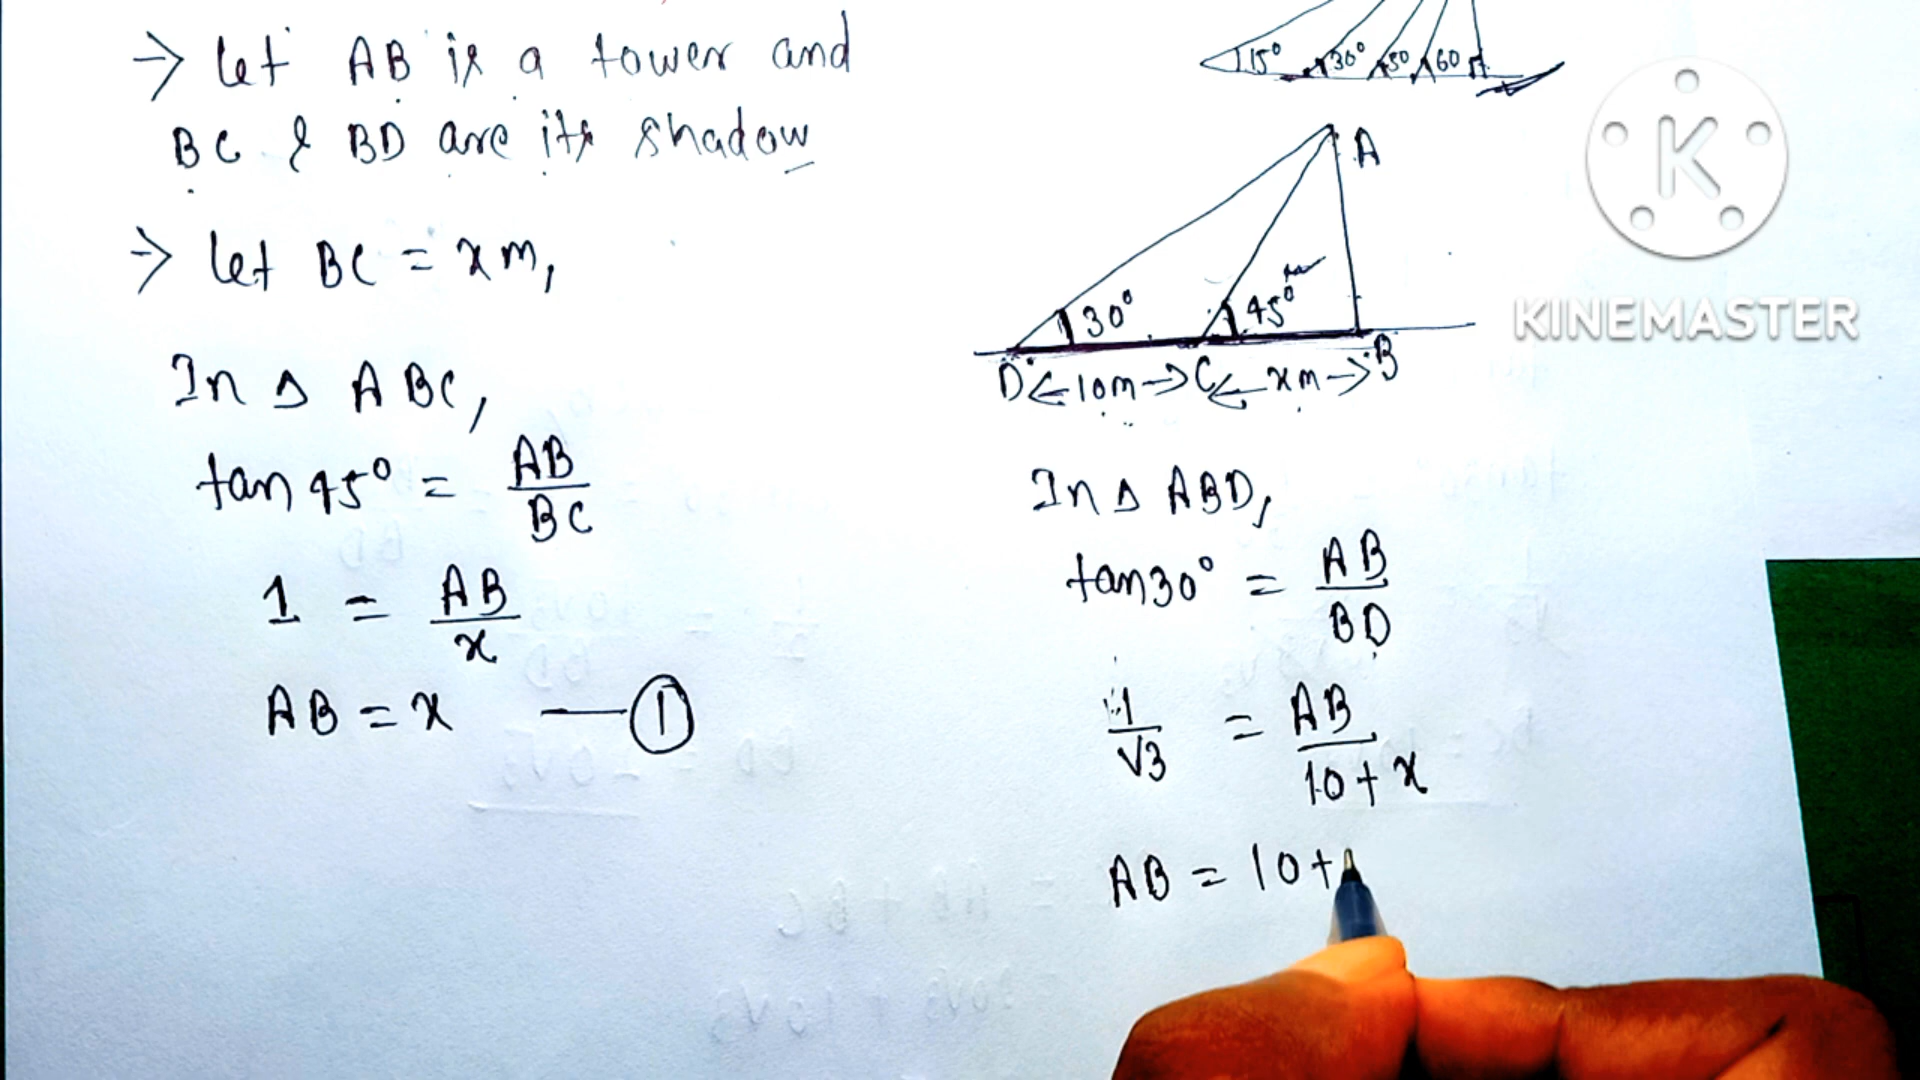 → Let AB is a tower and
BC & BD are its shadow
→ Let BC = x m,
In Δ ABC,
tan 45° = AB/BC
1 = AB/x
AB = x —①
15° 30° 60
A
30° 45°
D ←10m→ C ←x m→ B
In Δ ABD,
tan30° = AB/BD
1/√3 = AB/10+x
AB = 10+
K
KINEMASTER